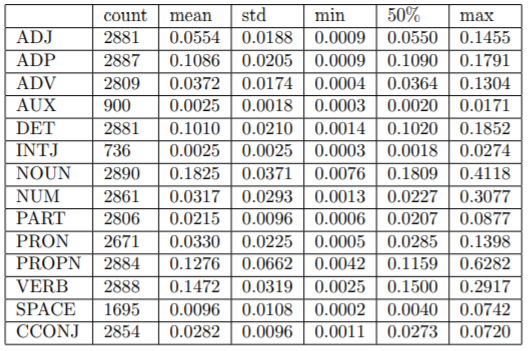 count mean std min 50% max
ADJ 2881 0.0554 0.0188 0.0009 0.0550 0.1455
ADP 2887 0.1086 0.0205 0.0009 0.1090 0.1791
ADV 2809 0.0372 0.0174 0.0004 0.0364 0.1304
AUX 900 0.0025 0.0018 0.0003 0.0020 0.0171
DET 2881 0.1010 0.0210 0.0014 0.1020 0.1852
INTJ 736 0.0025 0.0025 0.0003 0.0018 0.0274
NOUN 2890 0.1825 0.0371 0.0076 0.1809 0.4118
NUM 2861 0.0317 0.0293 0.0013 0.0227 0.3077
PART 2806 0.0215 0.0096 0.0006 0.0207 0.0877
PRON 2671 0.0330 0.0225 0.0005 0.0285 0.1398
PROPN 2884 0.1276 0.0662 0.0042 0.1159 0.6282
VERB 2888 0.1472 0.0319 0.0025 0.1500 0.2917
SPACE 1695 0.0096 0.0108 0.0002 0.0040 0.0742
CCONJ 2854 0.0282 0.0096 0.0011 0.0273 0.0720